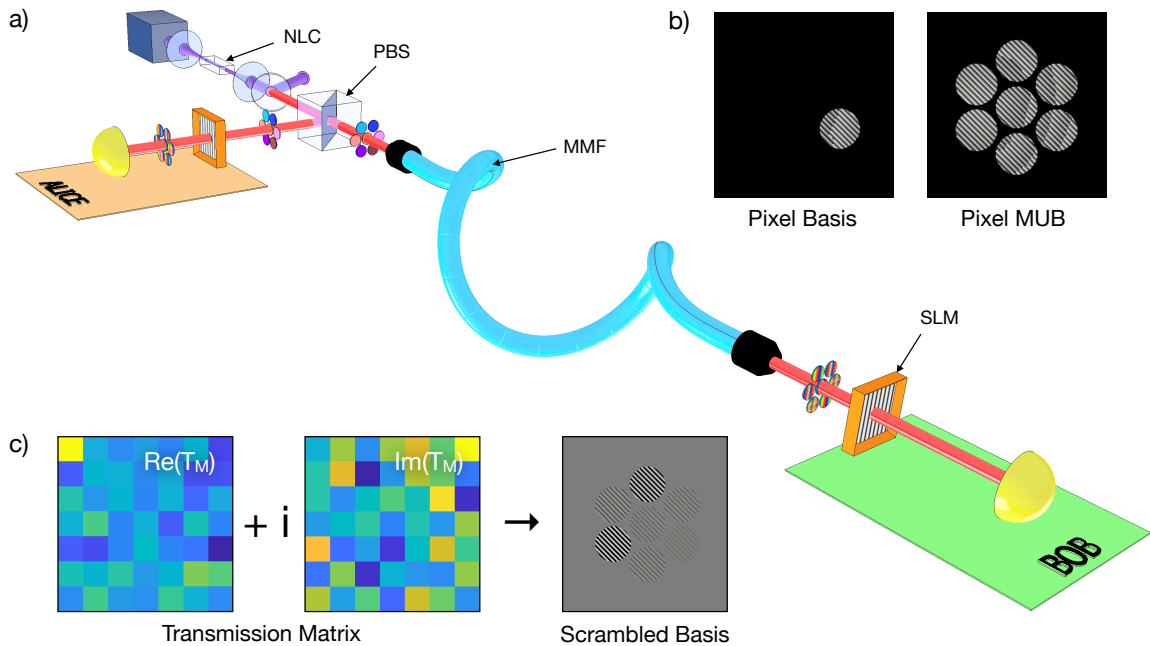 a)
NLC
PBS
b)
ALICE
MMF
Pixel Basis
Pixel MUB
SLM
c)
Re(T_M)
+ i
Im(T_M)
→
BOB
Transmission Matrix
Scrambled Basis